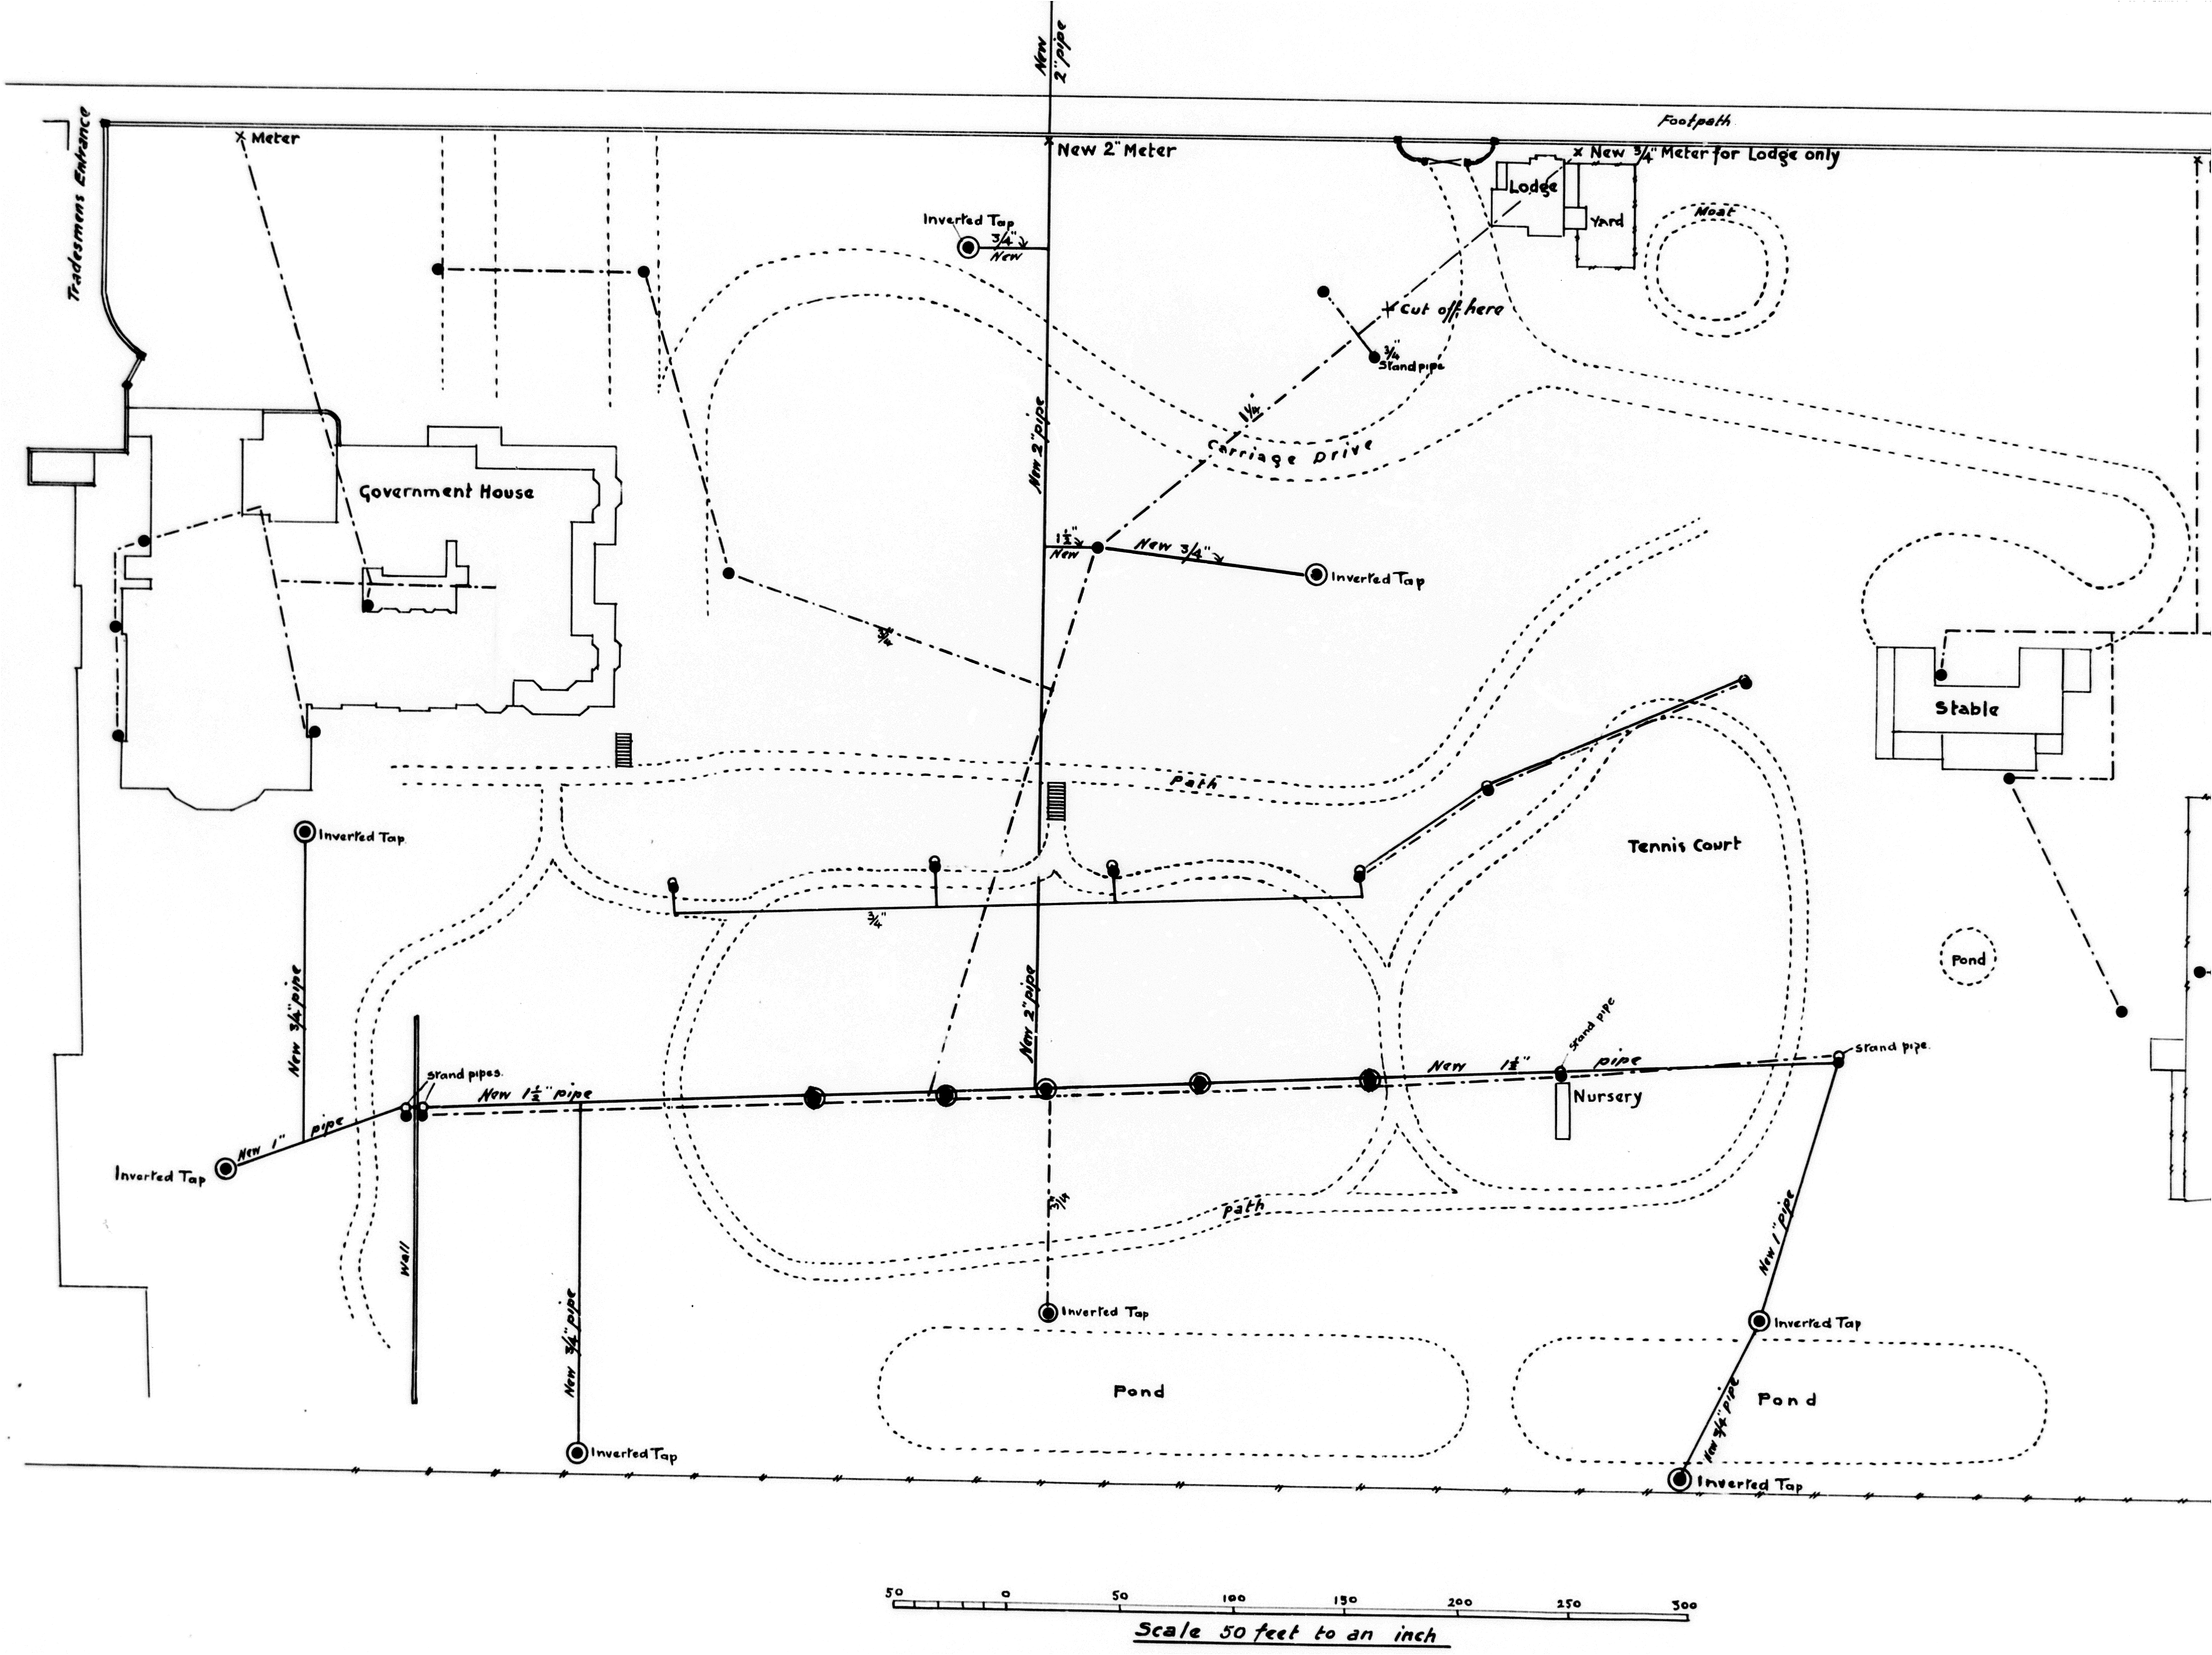 New
2" pipe
Footpath
Tradesmens Entrance
Meter
New 2" Meter
New 3/4" Meter for Lodge only
Lodge
Yard
Moat
Inverted Tap
3/4"
New
Cut off here
3/4"
Stand pipe
1 1/4"
Carriage Drive
New 2" pipe
Government House
1 1/2"
New
New 3/4"
Inverted Tap
3/4"
Stable
Path
Tennis Court
Inverted Tap
3/4"
New 3/4" pipe
New 2" pipe
Pond
Stand pipe
Stand pipes.
New 1 1/2" pipe
New 1 1/2" pipe
Stand pipe.
Nursery
New 1" pipe
Inverted Tap
Wall
3/4"
Path
New 1" pipe
New 3/4" pipe
Inverted Tap
Inverted Tap
Pond
Pond
New 3/4" pipe
Inverted Tap
Inverted Tap
50 0 50 100 150 200 250 300
Scale 50 feet to an inch